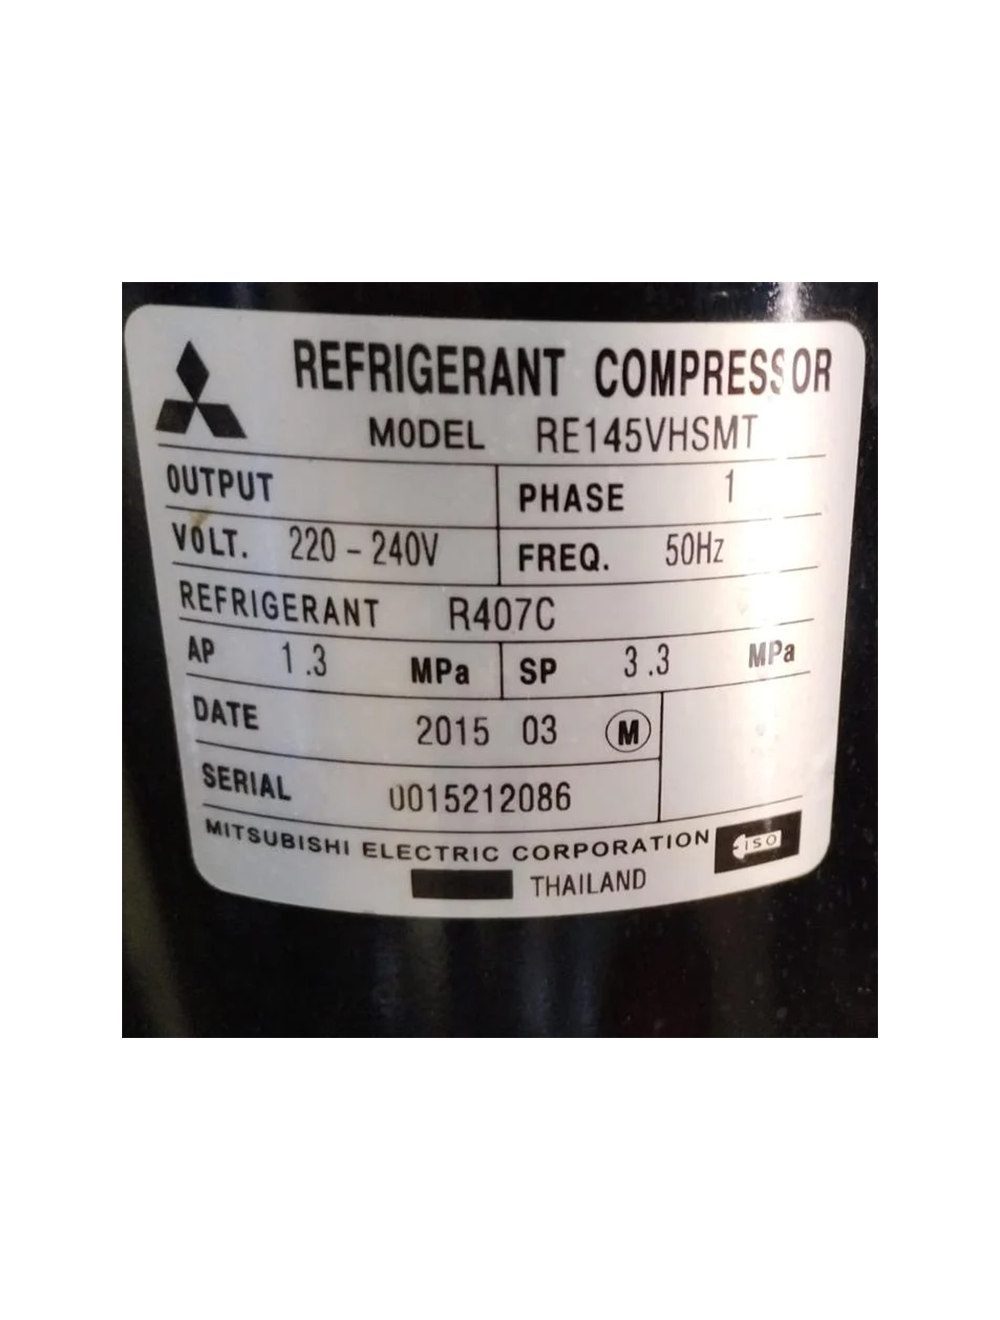 REFRIGERANT COMPRESSOR
MODEL RE145VHSMT
OUTPUT PHASE 1
VOLT. 220-240V FREQ. 50Hz
REFRIGERANT R407C
AP 1.3 MPa SP 3.3 MPa
DATE 2015 03 M
SERIAL 0015212086
MITSUBISHI ELECTRIC CORPORATION ISO
THAILAND